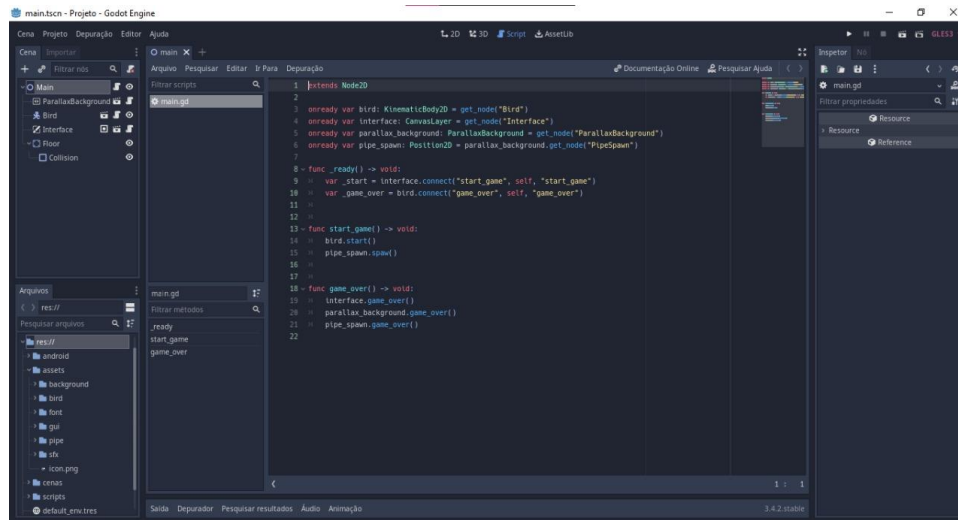 main.tscn - Projeto - Godot Engine
Cena Projeto Depuração Editor Ajuda
2D 3D Script AssetLib
GLES3
Cena Importar
Filtrar nós
Main
ParallaxBackground
Bird
Interface
Floor
Collision
main
Arquivo Pesquisar Editar Ir Para Depuração
Documentação Online Pesquisar Ajuda
Filtrar scripts
main.gd
1 extends Node2D
2
3 onready var bird: KinematicBody2D = get_node("Bird")
4 onready var interface: CanvasLayer = get_node("Interface")
5 onready var parallax_background: ParallaxBackground = get_node("ParallaxBackground")
6 onready var pipe_spawn: Position2D = parallax_background.get_node("PipeSpawn")
7
8 func _ready() -> void:
9 var _start = interface.connect("start_game", self, "start_game")
10 var _game_over = bird.connect("game_over", self, "game_over")
11
12
13 func start_game() -> void:
14 bird.start()
15 pipe_spawn.spaw()
16
17
18 func game_over() -> void:
19 interface.game_over()
20 parallax_background.game_over()
21 pipe_spawn.game_over()
22
1 : 1
main.gd
Filtrar métodos
_ready
start_game
game_over
Arquivos
res://
Pesquisar arquivos
res://
android
assets
background
bird
font
gui
pipe
sfx
icon.png
cenas
scripts
default_env.tres
Saída Depurador Pesquisar resultados Áudio Animação
3.4.2.stable
Inspetor Nó
main.gd
Filtrar propriedades
Resource
Resource
Reference